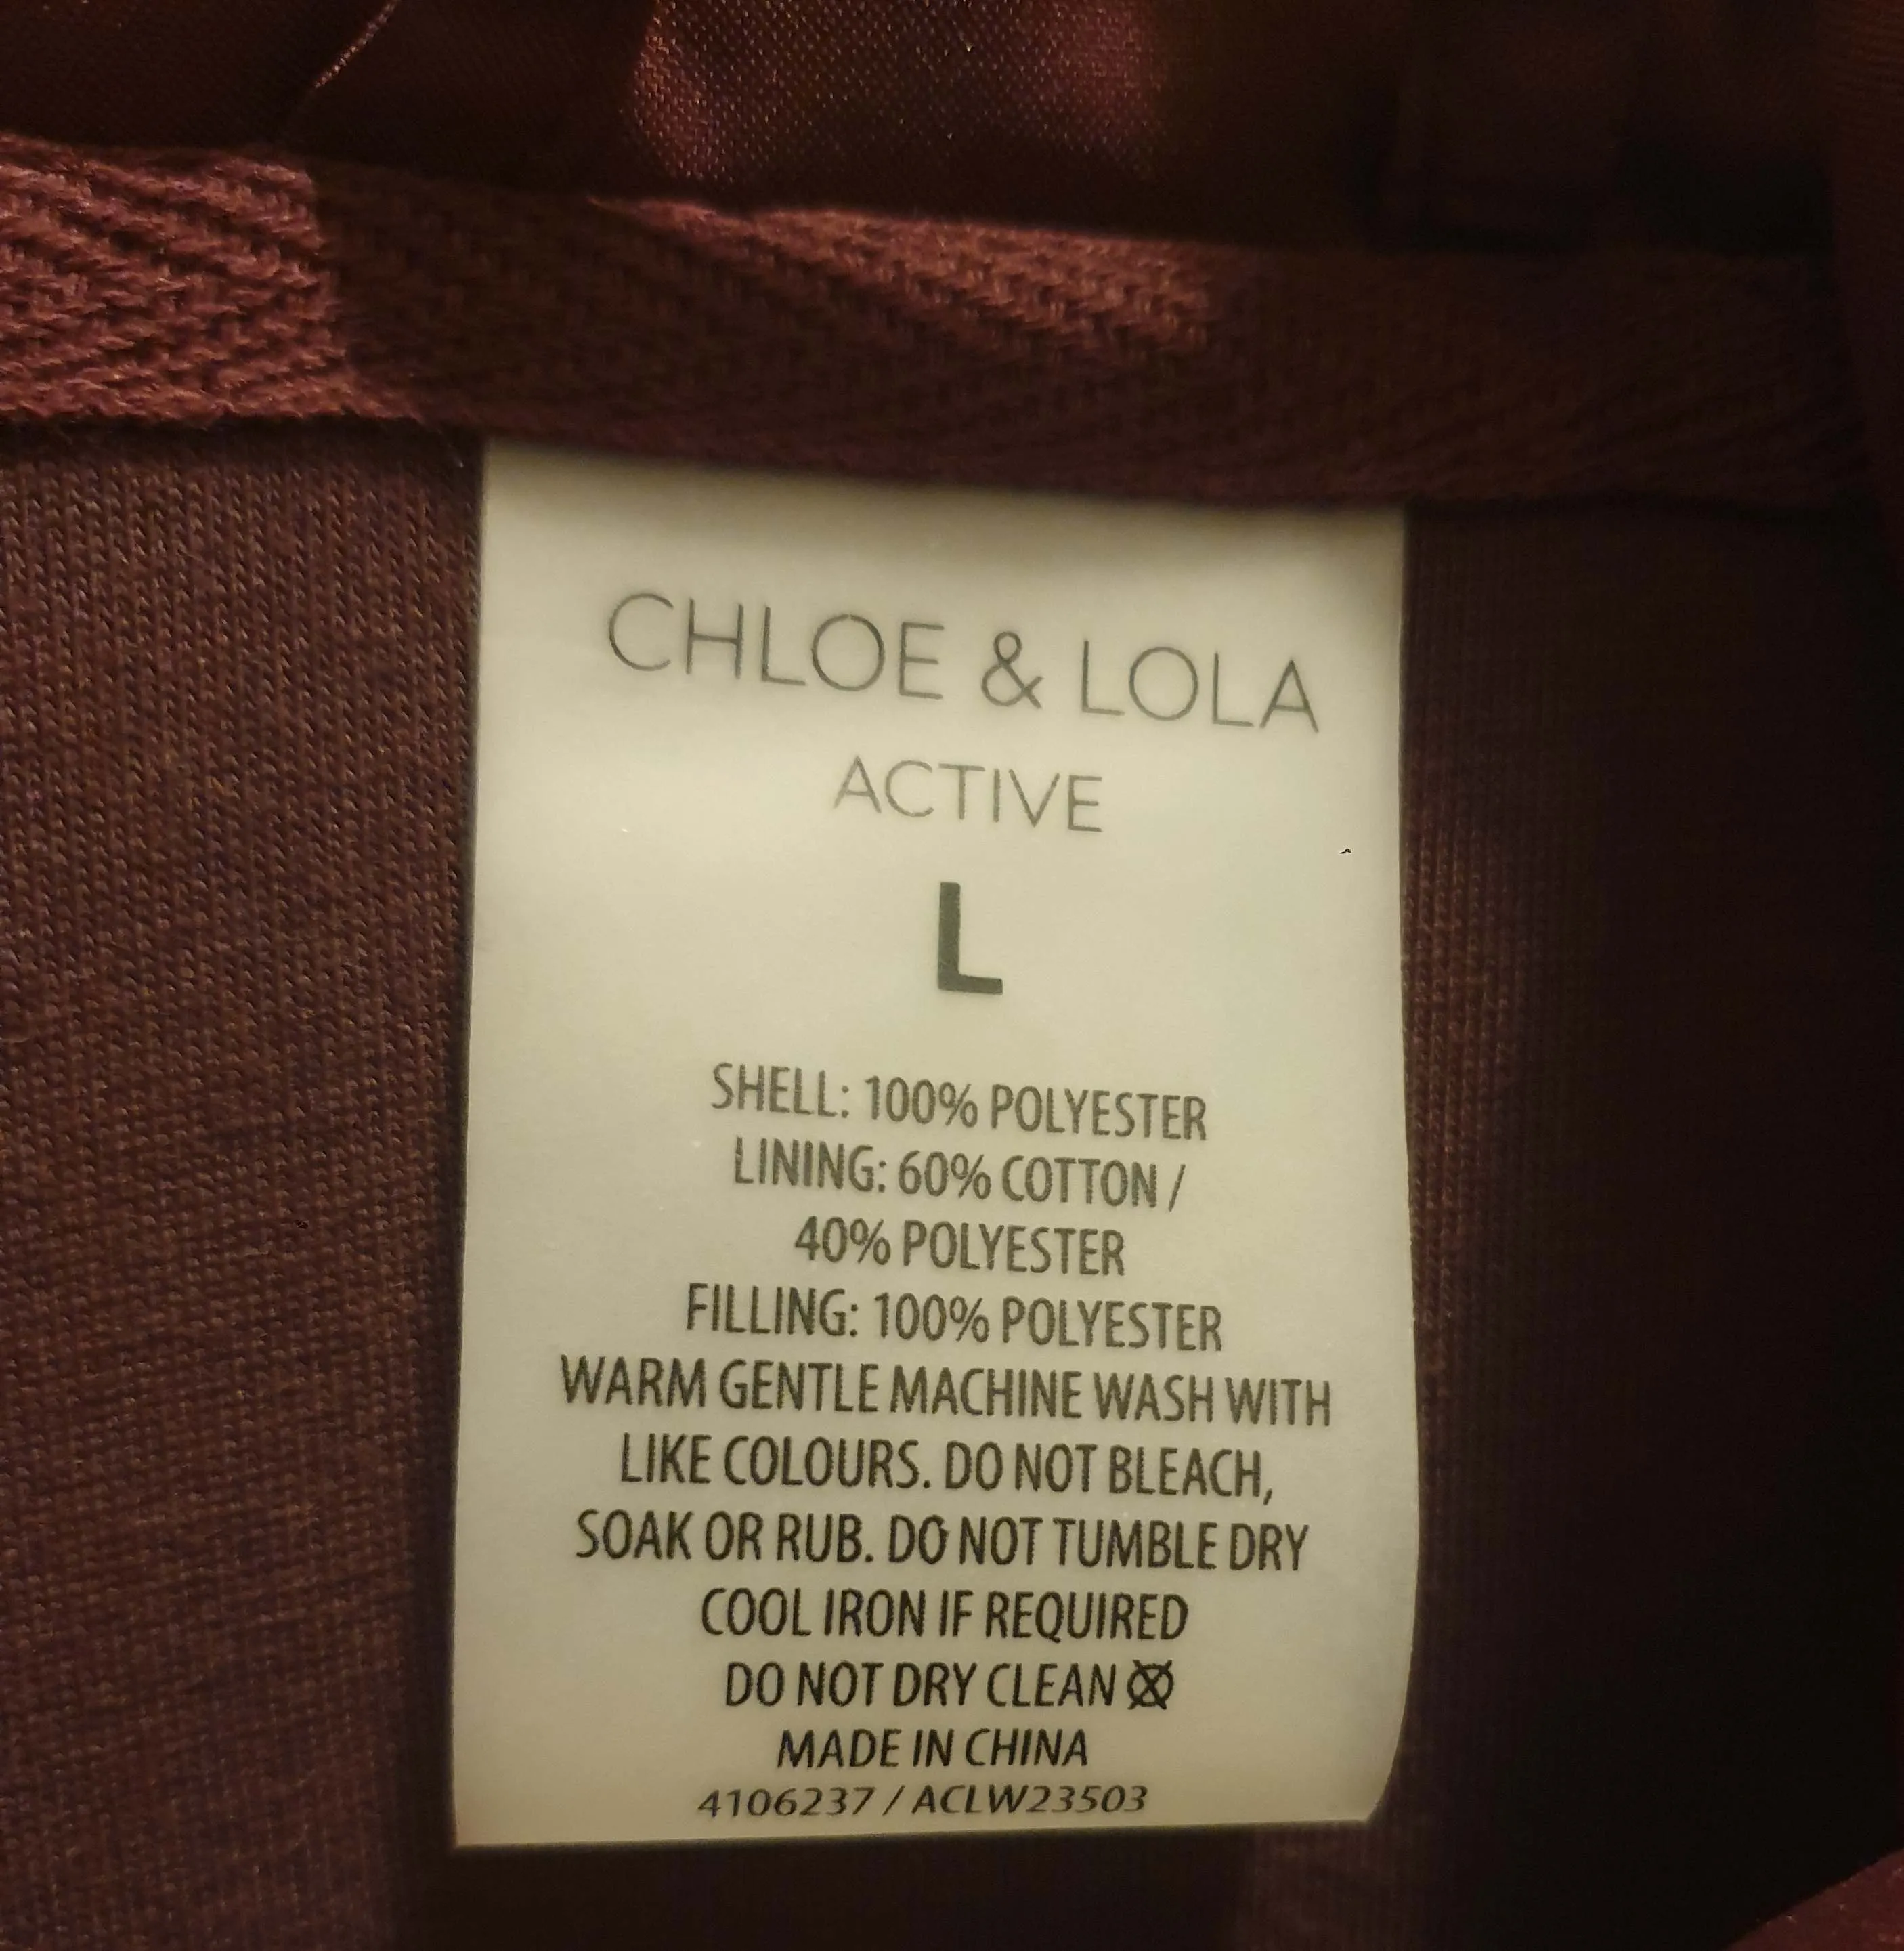 CHLOE & LOLA
ACTIVE
L
SHELL: 100% POLYESTER
LINING: 60% COTTON /
40% POLYESTER
FILLING: 100% POLYESTER
WARM GENTLE MACHINE WASH WITH
LIKE COLOURS. DO NOT BLEACH,
SOAK OR RUB. DO NOT TUMBLE DRY
COOL IRON IF REQUIRED
DO NOT DRY CLEAN
MADE IN CHINA
4106237 / ACLW23503